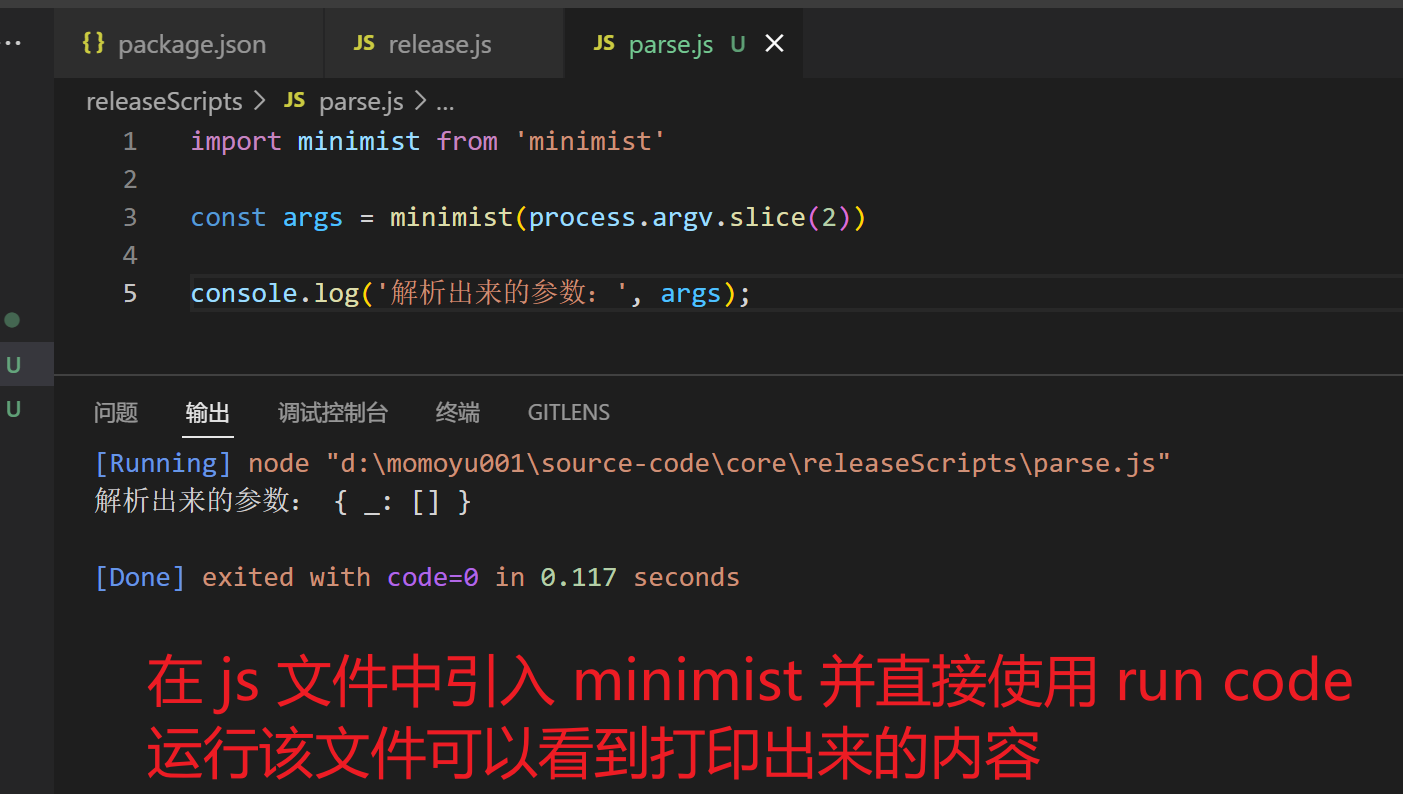 ... {} package.json JS release.js JS parse.js U ×
releaseScripts > JS parse.js > ...
1 import minimist from 'minimist'
2
3 const args = minimist(process.argv.slice(2))
4
5 console.log('解析出来的参数：', args);
U
U
问题 输出 调试控制台 终端 GITLENS
[Running] node "d:\momoyu001\source-code\core\releaseScripts\parse.js"
解析出来的参数： { _: [] }
[Done] exited with code=0 in 0.117 seconds
在 js 文件中引入 minimist 并直接使用 run code
运行该文件可以看到打印出来的内容